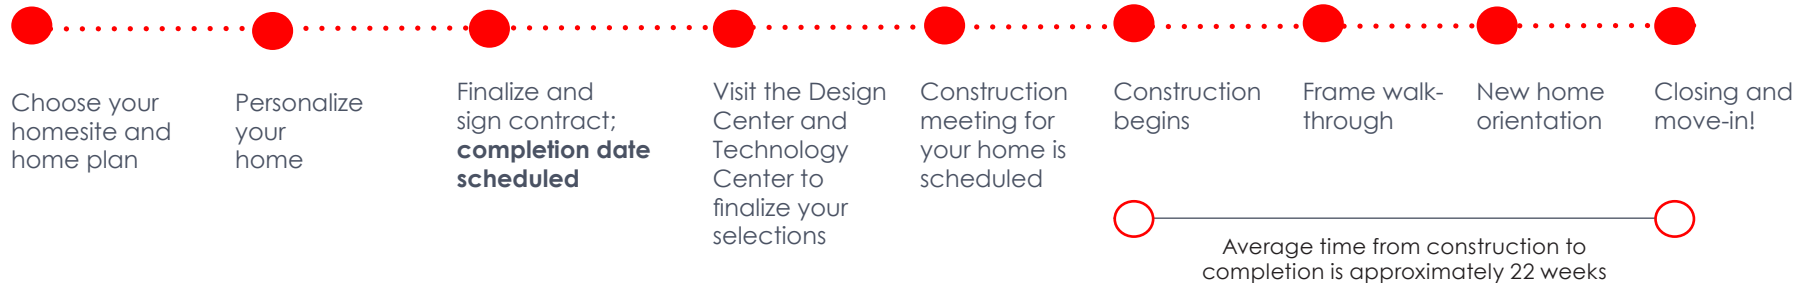 Choose your
homesite and
home plan
Personalize
your
home
Finalize and
sign contract;
completion date
scheduled
Visit the Design
Center and
Technology
Center to
finalize your
selections
Construction
meeting for
your home is
scheduled
Construction
begins
Frame walk-
through
New home
orientation
Closing and
move-in!
Average time from construction to
completion is approximately 22 weeks